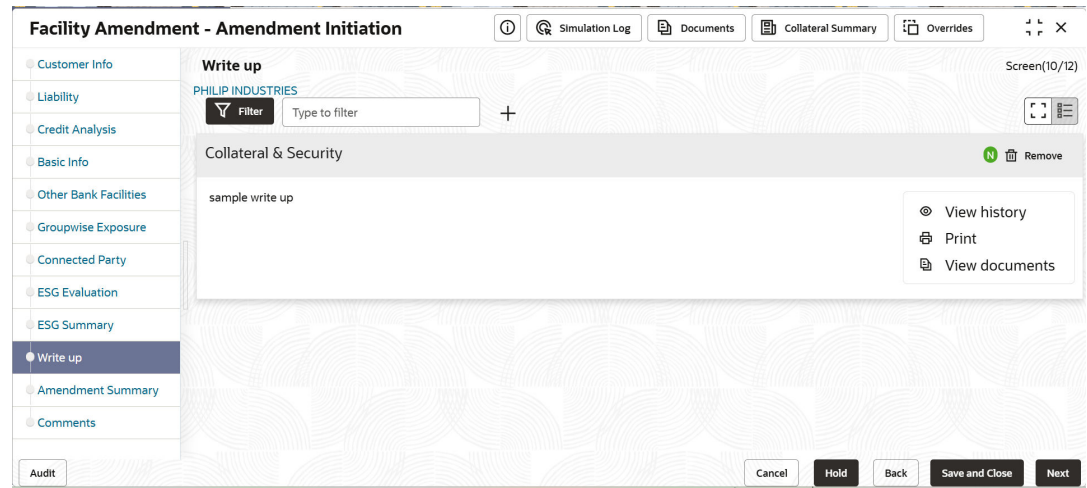 Facility Amendment - Amendment Initiation
Simulation Log
Documents
Collateral Summary
Overrides
Customer Info
Liability
Credit Analysis
Basic Info
Other Bank Facilities
Groupwise Exposure
Connected Party
ESG Evaluation
ESG Summary
Write up
Amendment Summary
Comments
Write up
Screen(10/12)
PHILIP INDUSTRIES
Filter
Type to filter
Collateral & Security
N
Remove
sample write up
View history
Print
View documents
Audit
Cancel
Hold
Back
Save and Close
Next